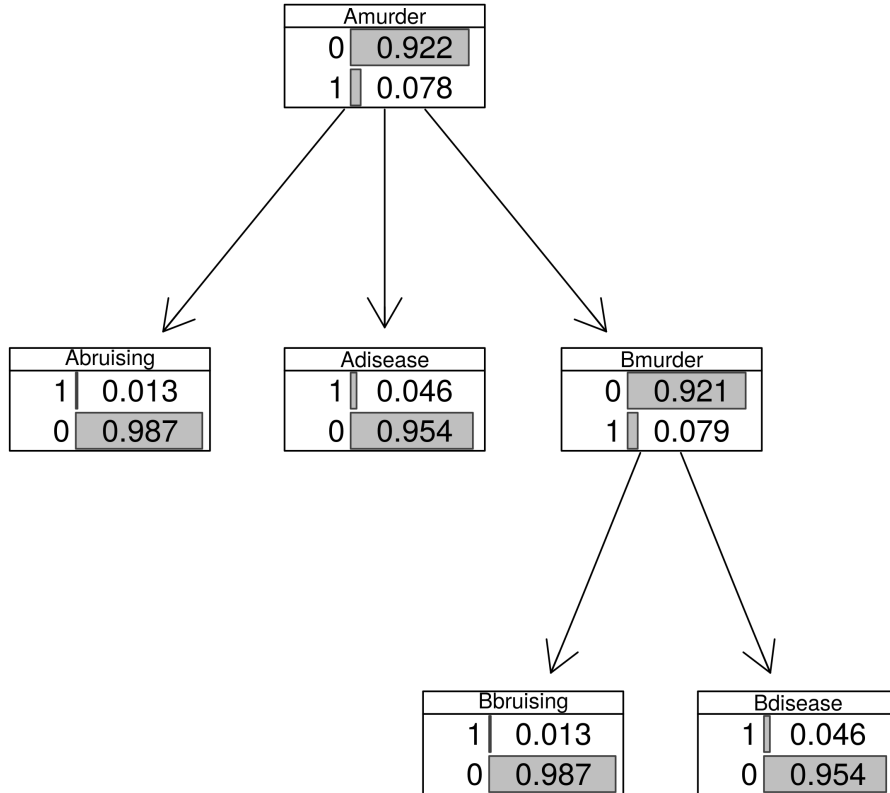 Amurder
0 0.922
1 0.078
Abruising
1 0.013
0 0.987
Adisease
1 0.046
0 0.954
Bmurder
0 0.921
1 0.079
Bbruising
1 0.013
0 0.987
Bdisease
1 0.046
0 0.954